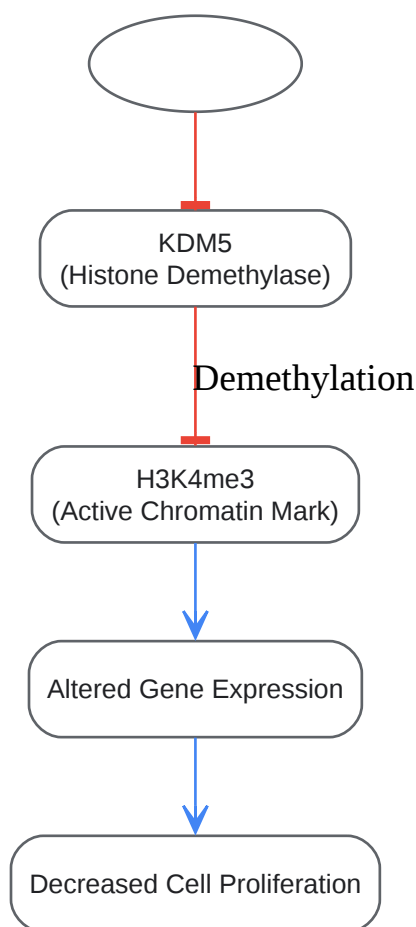 KDM5
(Histone Demethylase)
Demethylation
H3K4me3
(Active Chromatin Mark)
Altered Gene Expression
Decreased Cell Proliferation